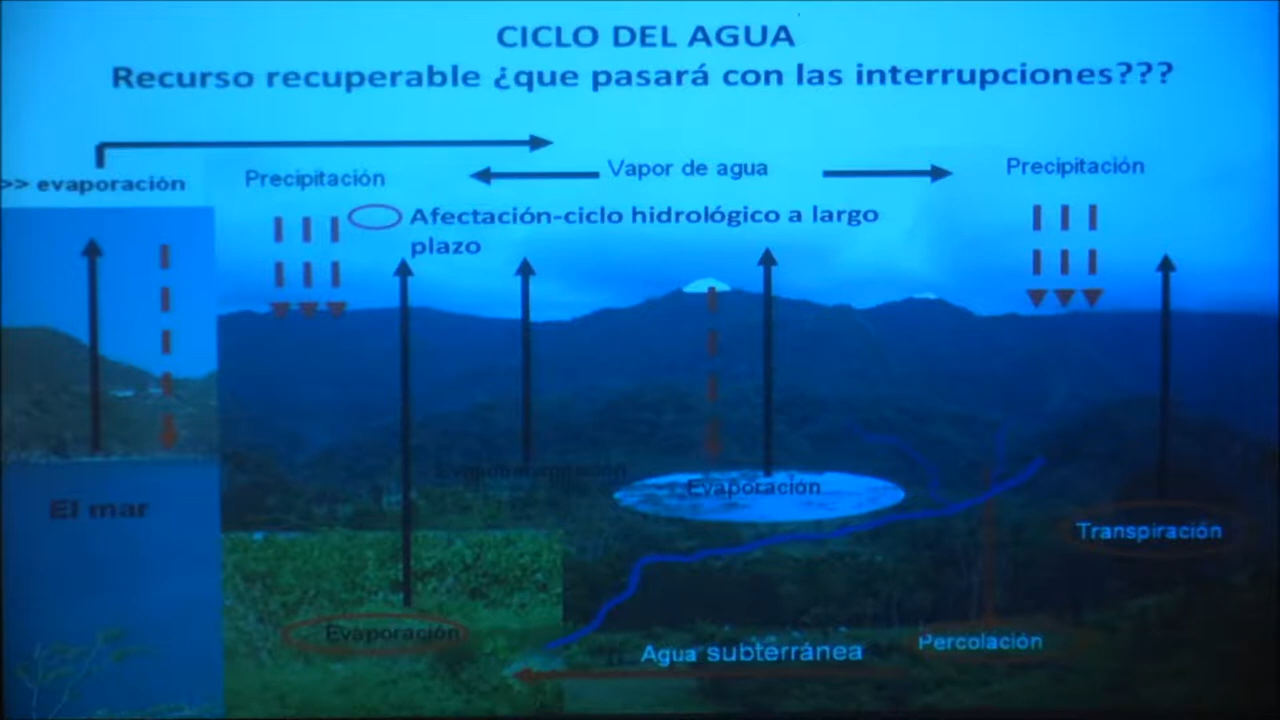 CICLO DEL AGUA
Recurso recuperable ¿que pasará con las interrupciones???
>> evaporación
Precipitación
Vapor de agua
Precipitación
Afectación-ciclo hidrológico a largo
plazo
Evaporación
El mar
Transpiración
Evaporación
Agua subterránea
Percolación